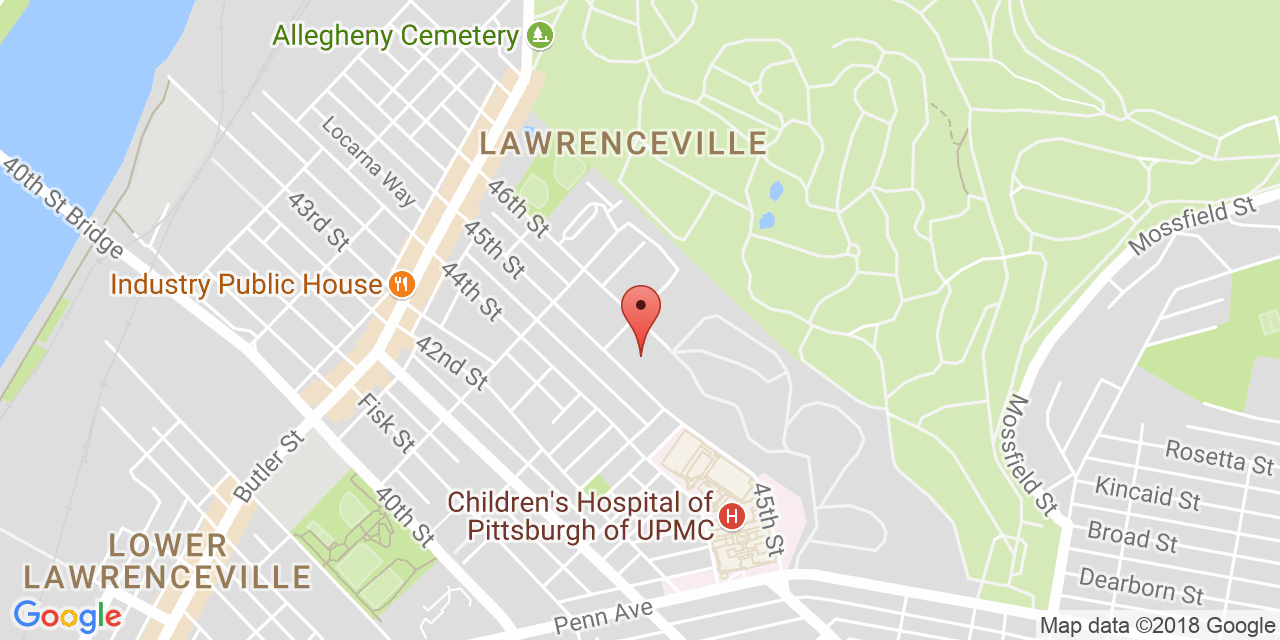 Allegheny Cemetery
LAWRENCEVILLE
Locarna Way
40th St Bridge
43rd St
46th St
45th St
44th St
Mossfield St
Industry Public House
42nd St
Fisk St
Butler St
Mossfield St
Rosetta St
Kincaid St
Broad St
Dearborn St
40th St
Children's Hospital of
Pittsburgh of UPMC
H
45th St
LOWER
LAWRENCEVILLE
Penn Ave
Google
Map data ©2018 Google